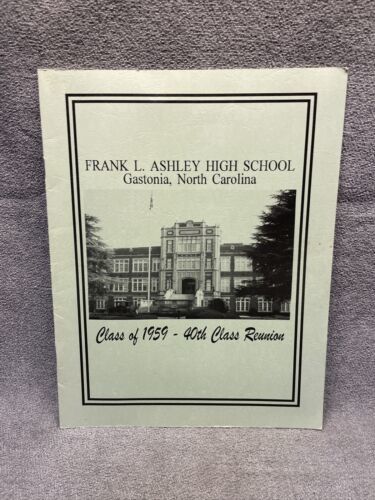 FRANK L. ASHLEY HIGH SCHOOL
Gastonia, North Carolina
Class of 1959 - 40th Class Reunion